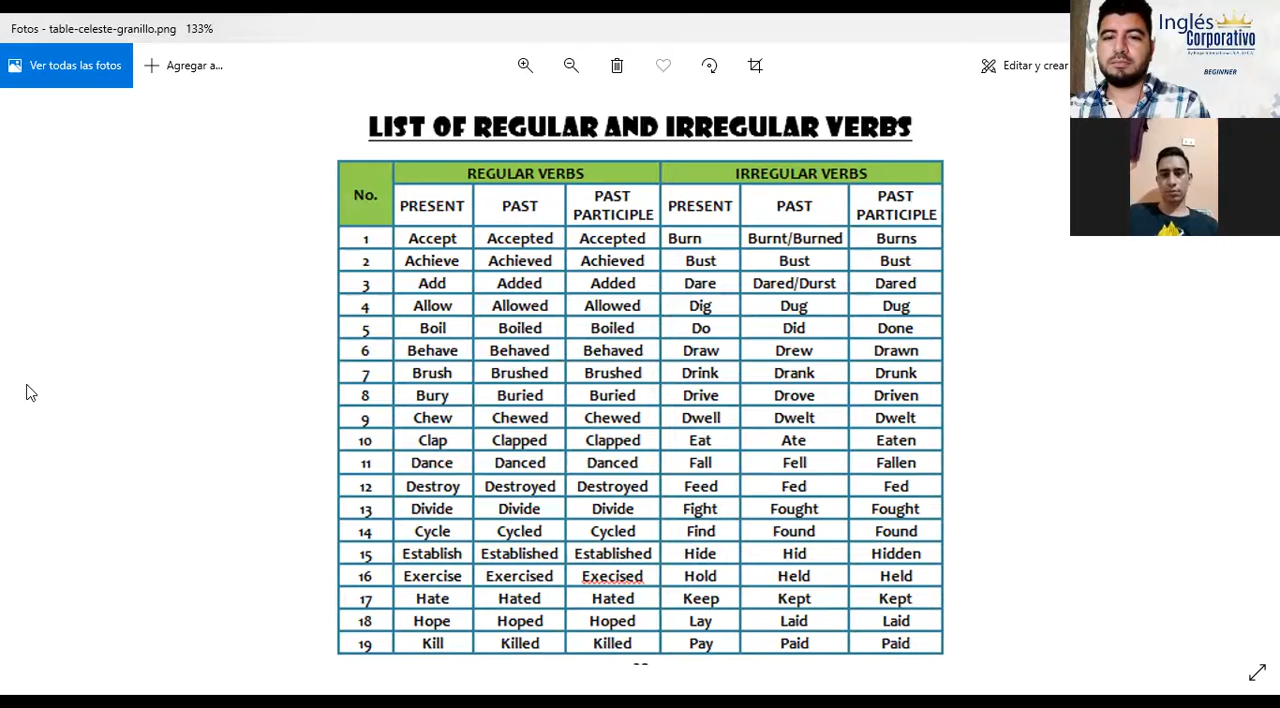 Fotos - table-celeste-granillo.png 133%
Ver todas las fotos
Agregar a...
Editar y crear
Inglés
Corporativo
BEGINNER
LIST OF REGULAR AND IRREGULAR VERBS
No. REGULAR VERBS IRREGULAR VERBS
PRESENT PAST PAST PARTICIPLE PRESENT PAST PAST PARTICIPLE
1 Accept Accepted Accepted Burn Burnt/Burned Burns
2 Achieve Achieved Achieved Bust Bust Bust
3 Add Added Added Dare Dared/Durst Dared
4 Allow Allowed Allowed Dig Dug Dug
5 Boil Boiled Boiled Do Did Done
6 Behave Behaved Behaved Draw Drew Drawn
7 Brush Brushed Brushed Drink Drank Drunk
8 Bury Buried Buried Drive Drove Driven
9 Chew Chewed Chewed Dwell Dwelt Dwelt
10 Clap Clapped Clapped Eat Ate Eaten
11 Dance Danced Danced Fall Fell Fallen
12 Destroy Destroyed Destroyed Feed Fed Fed
13 Divide Divide Divide Fight Fought Fought
14 Cycle Cycled Cycled Find Found Found
15 Establish Established Established Hide Hid Hidden
16 Exercise Exercised Execised Hold Held Held
17 Hate Hated Hated Keep Kept Kept
18 Hope Hoped Hoped Lay Laid Laid
19 Kill Killed Killed Pay Paid Paid